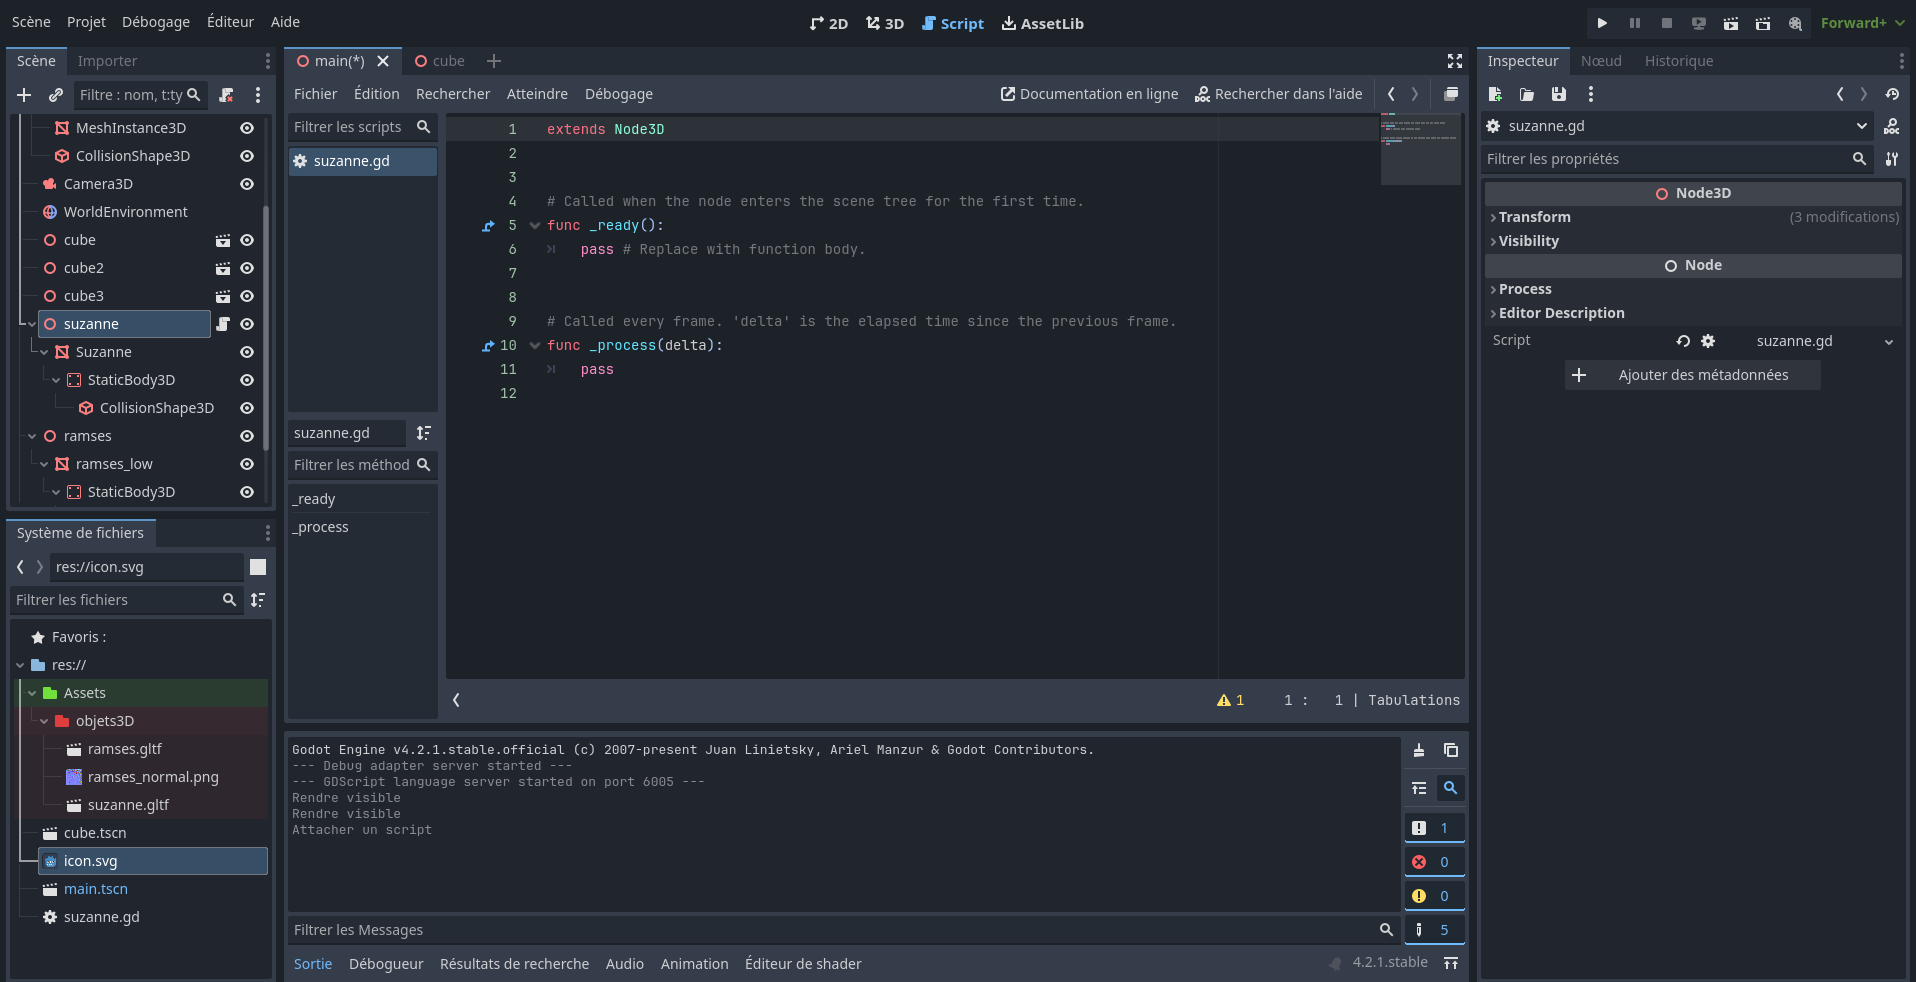 Scène Projet Débogage Éditeur Aide
2D 3D Script AssetLib
Forward+
Scène Importer
Filtre : nom, t:ty
MeshInstance3D
CollisionShape3D
Camera3D
WorldEnvironment
cube
cube2
cube3
suzanne
Suzanne
StaticBody3D
CollisionShape3D
ramses
ramses_low
StaticBody3D
Système de fichiers
res://icon.svg
Filtrer les fichiers
Favoris :
res://
Assets
objets3D
ramses.gltf
ramses_normal.png
suzanne.gltf
cube.tscn
icon.svg
main.tscn
suzanne.gd
main(*) cube
Fichier Édition Rechercher Atteindre Débogage
Documentation en ligne Rechercher dans l'aide
Filtrer les scripts
suzanne.gd
suzanne.gd
Filtrer les méthod
_ready
_process
1 extends Node3D
2
3
4 # Called when the node enters the scene tree for the first time.
5 func _ready():
6 pass # Replace with function body.
7
8
9 # Called every frame. 'delta' is the elapsed time since the previous frame.
10 func _process(delta):
11 pass
12
1 1 : 1 | Tabulations
Godot Engine v4.2.1.stable.official (c) 2007-present Juan Linietsky, Ariel Manzur & Godot Contributors.
--- Debug adapter server started ---
--- GDScript language server started on port 6005 ---
Rendre visible
Rendre visible
Attacher un script
1
0
0
5
Filtrer les Messages
Sortie Débogueur Résultats de recherche Audio Animation Éditeur de shader
4.2.1.stable
Inspecteur Nœud Historique
suzanne.gd
DOC
Filtrer les propriétés
Node3D
Transform (3 modifications)
Visibility
Node
Process
Editor Description
Script suzanne.gd
Ajouter des métadonnées